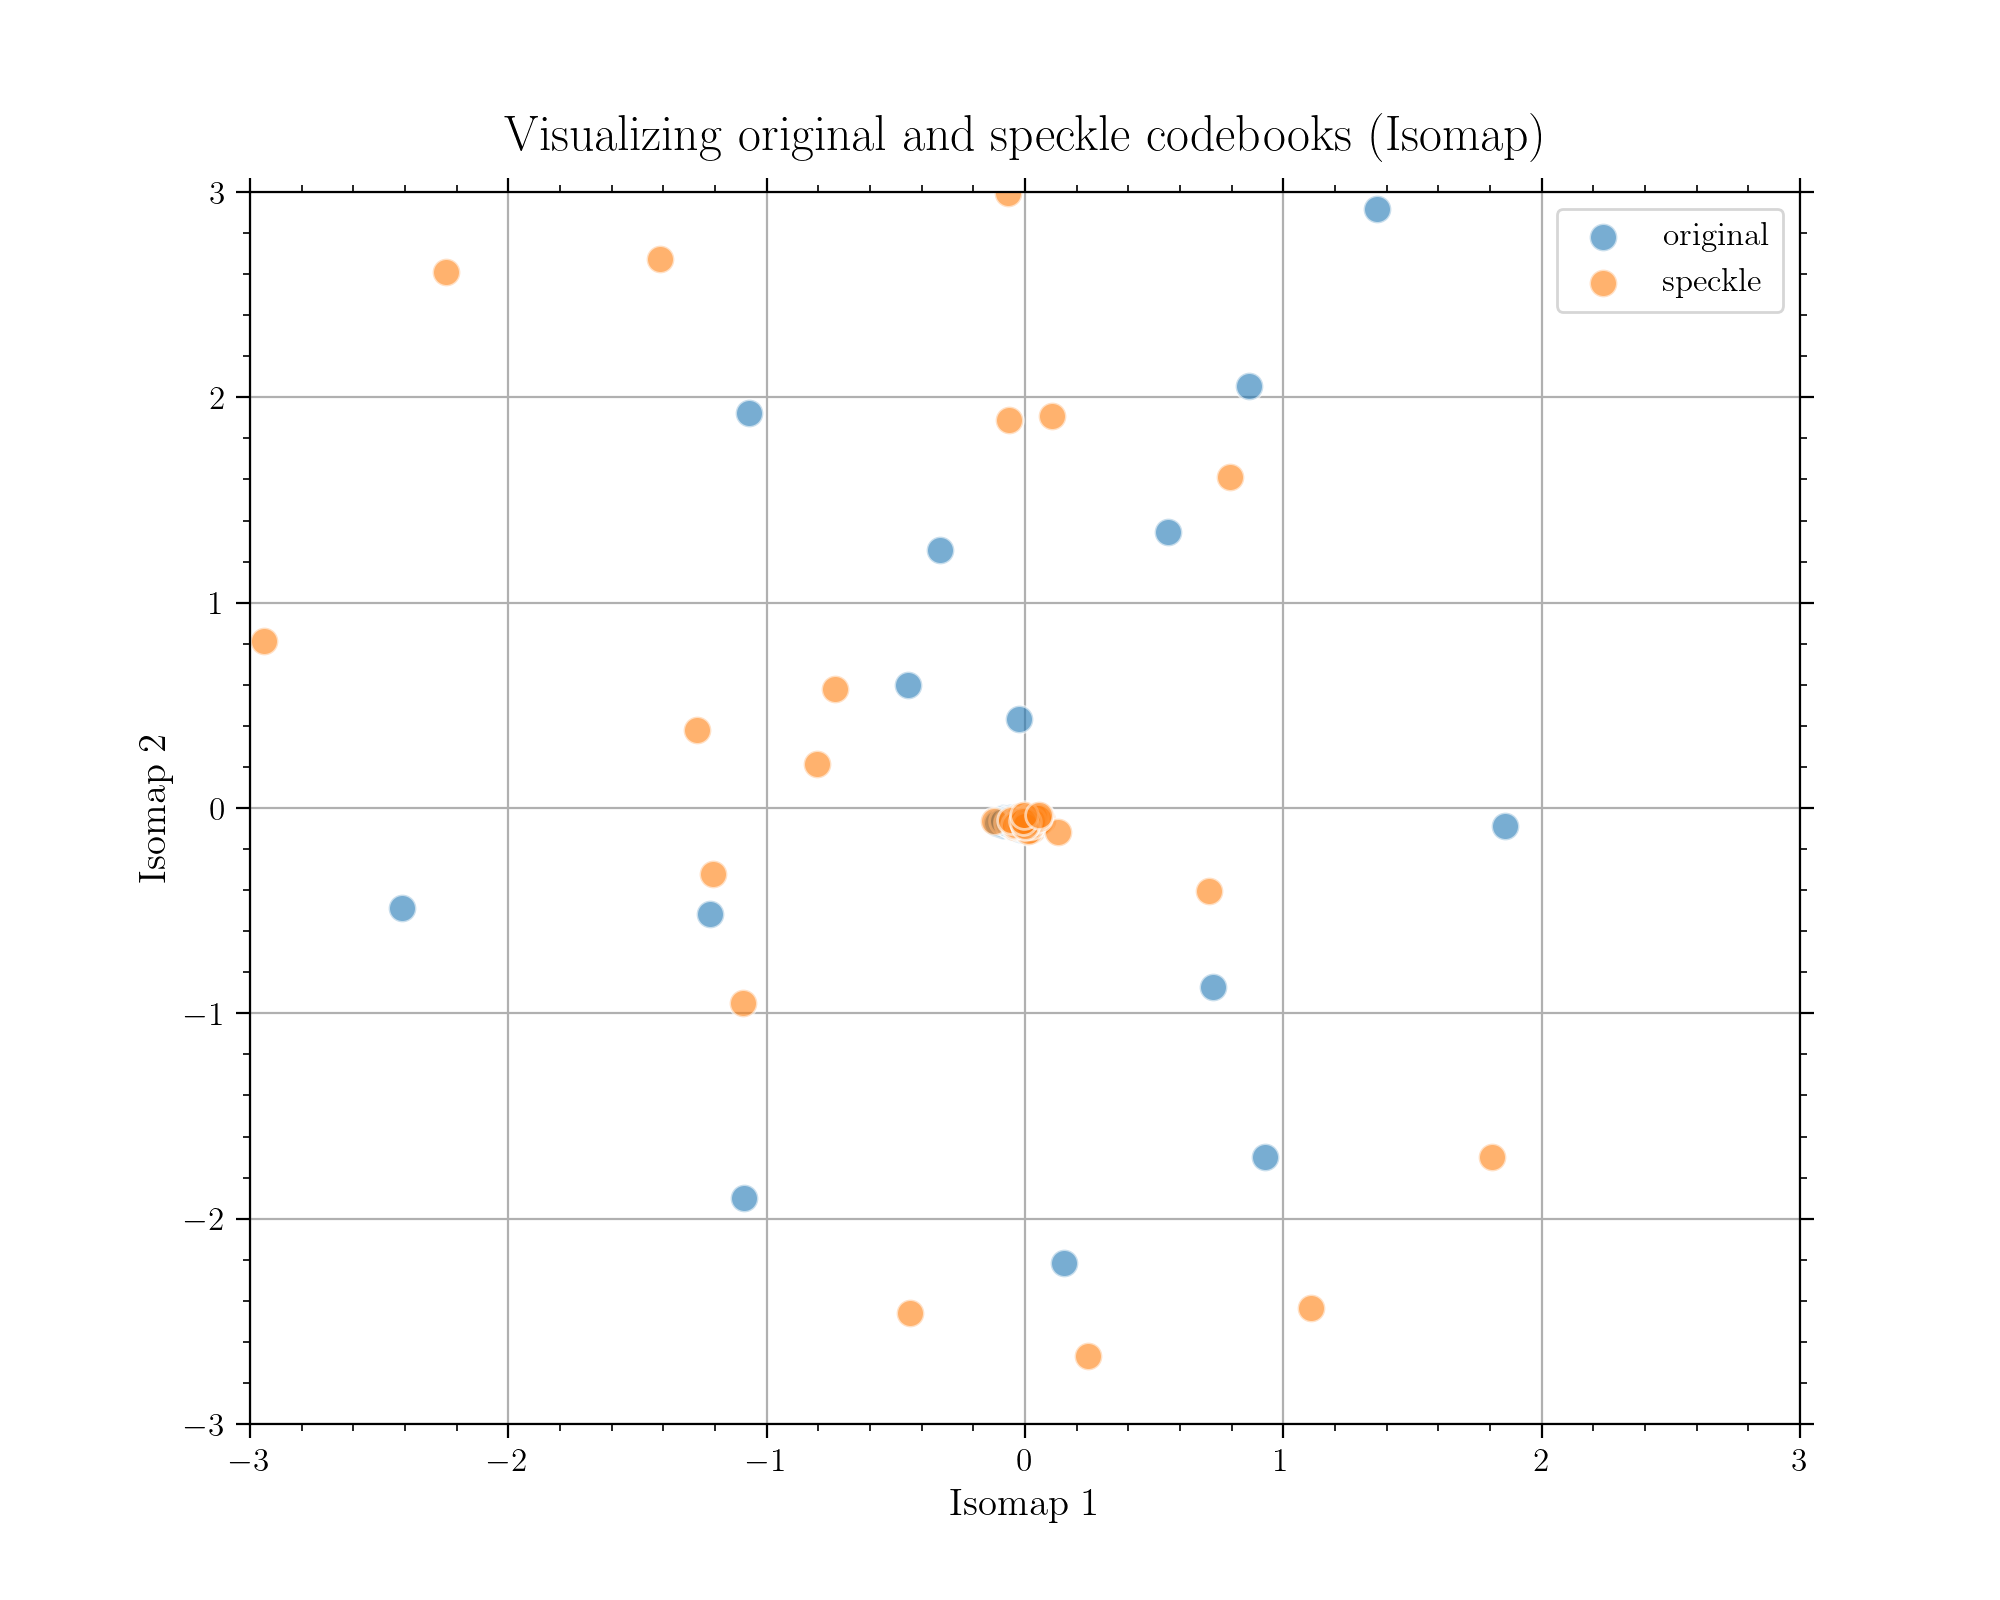 Visualizing original and speckle codebooks (Isomap)
original
speckle
3
2
1
0
−1
−2
−3
Isomap 2
−3
−2
−1
0
1
2
3
Isomap 1